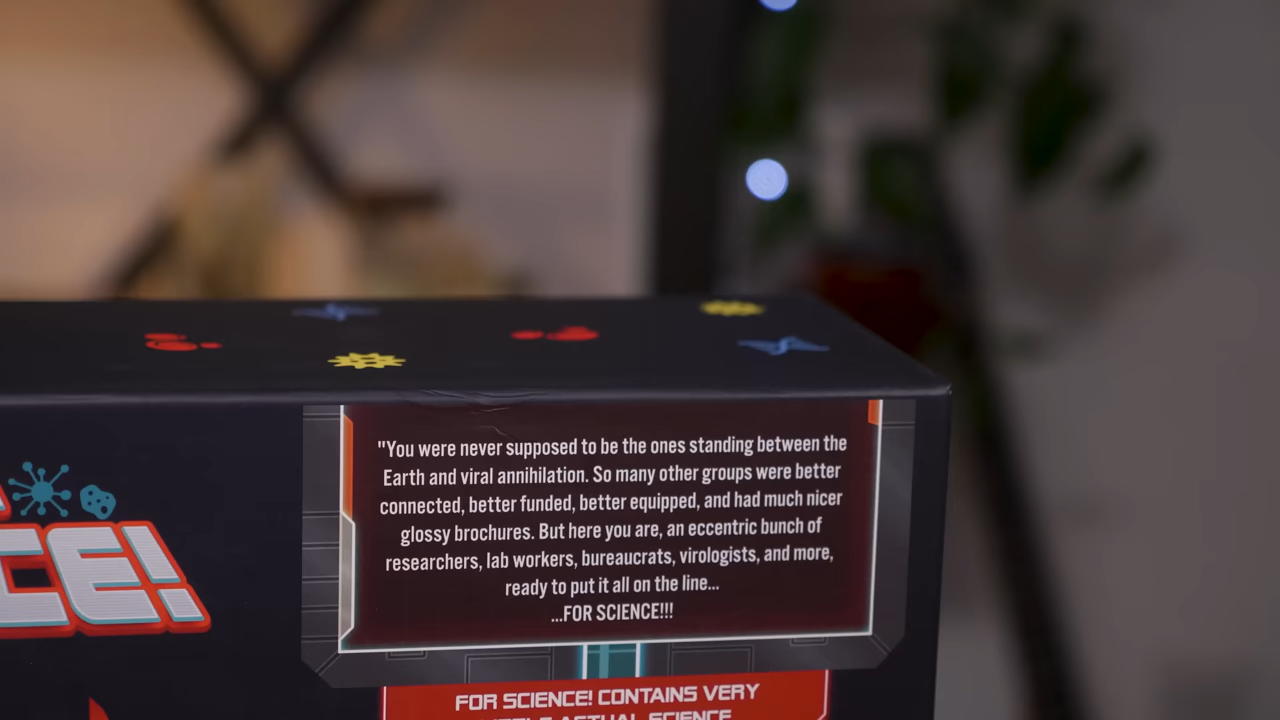 "You were never supposed to be the ones standing between the
Earth and viral annihilation. So many other groups were better
connected, better funded, better equipped, and had much nicer
glossy brochures. But here you are, an eccentric bunch of
researchers, lab workers, bureaucrats, virologists, and more,
ready to put it all on the line...
...FOR SCIENCE!!!
CE!
FOR SCIENCE! CONTAINS VERY
ACTUAL SCIENCE